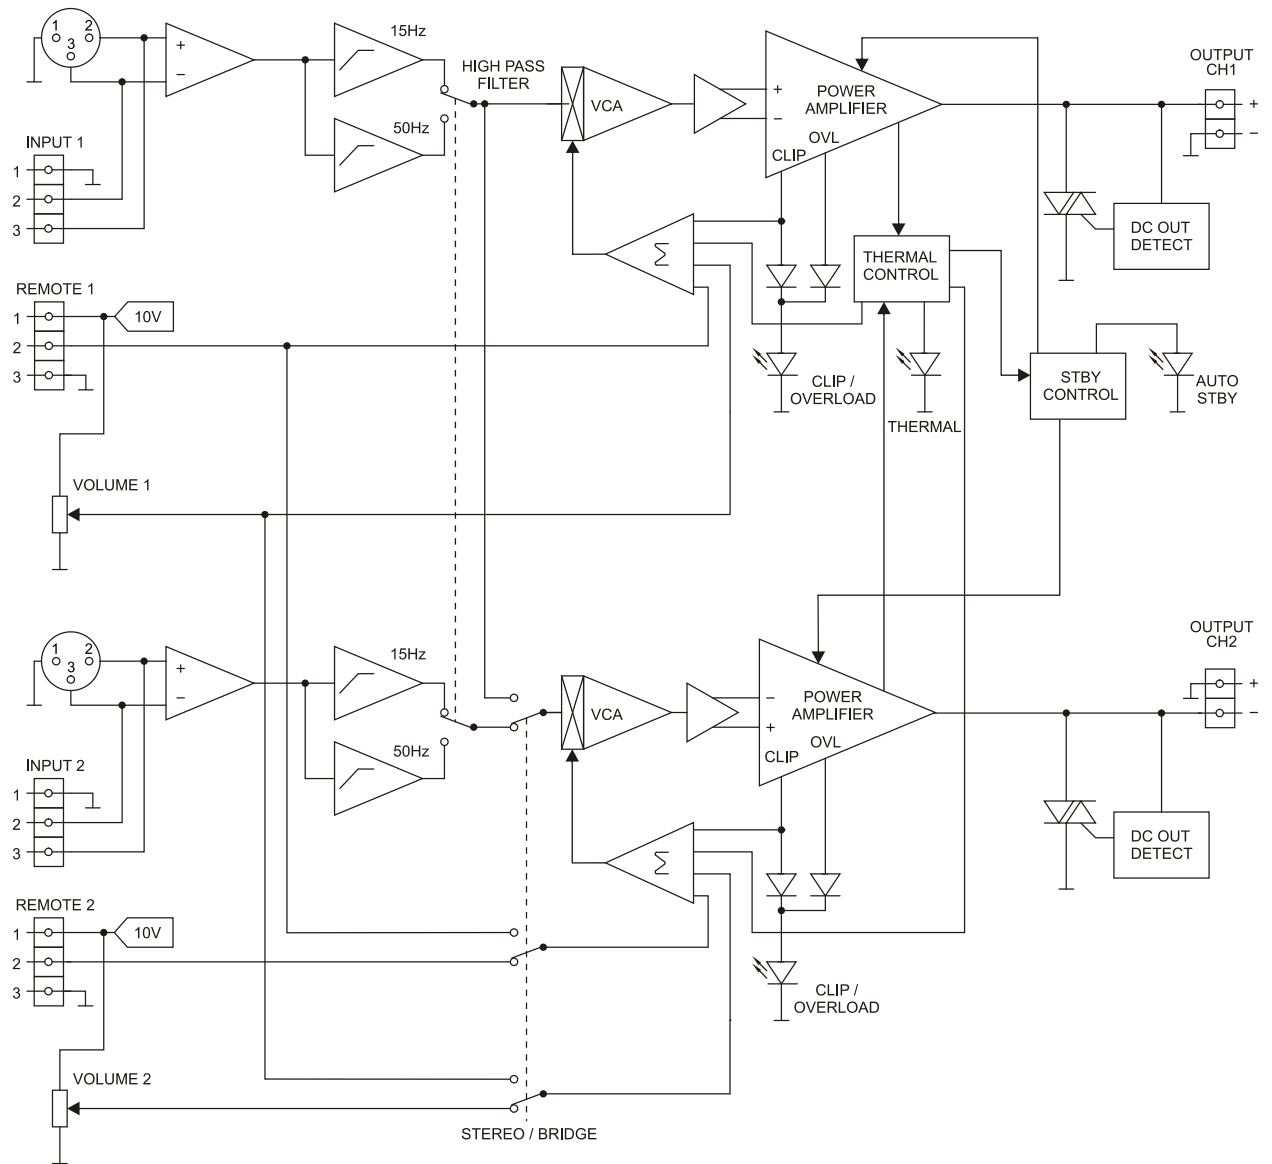 1 2
3
+
−
15Hz
50Hz
HIGH PASS
FILTER
VCA
+
−
POWER
AMPLIFIER
CLIP
OVL
OUTPUT
CH1
+
−
INPUT 1
1
2
3
Σ
THERMAL
CONTROL
DC OUT
DETECT
REMOTE 1
1
2
3
10V
CLIP /
OVERLOAD
THERMAL
STBY
CONTROL
AUTO
STBY
VOLUME 1
1 2
3
+
−
15Hz
50Hz
VCA
−
+
POWER
AMPLIFIER
CLIP
OVL
OUTPUT
CH2
+
−
INPUT 2
1
2
3
Σ
DC OUT
DETECT
REMOTE 2
1
2
3
10V
CLIP /
OVERLOAD
VOLUME 2
STEREO / BRIDGE